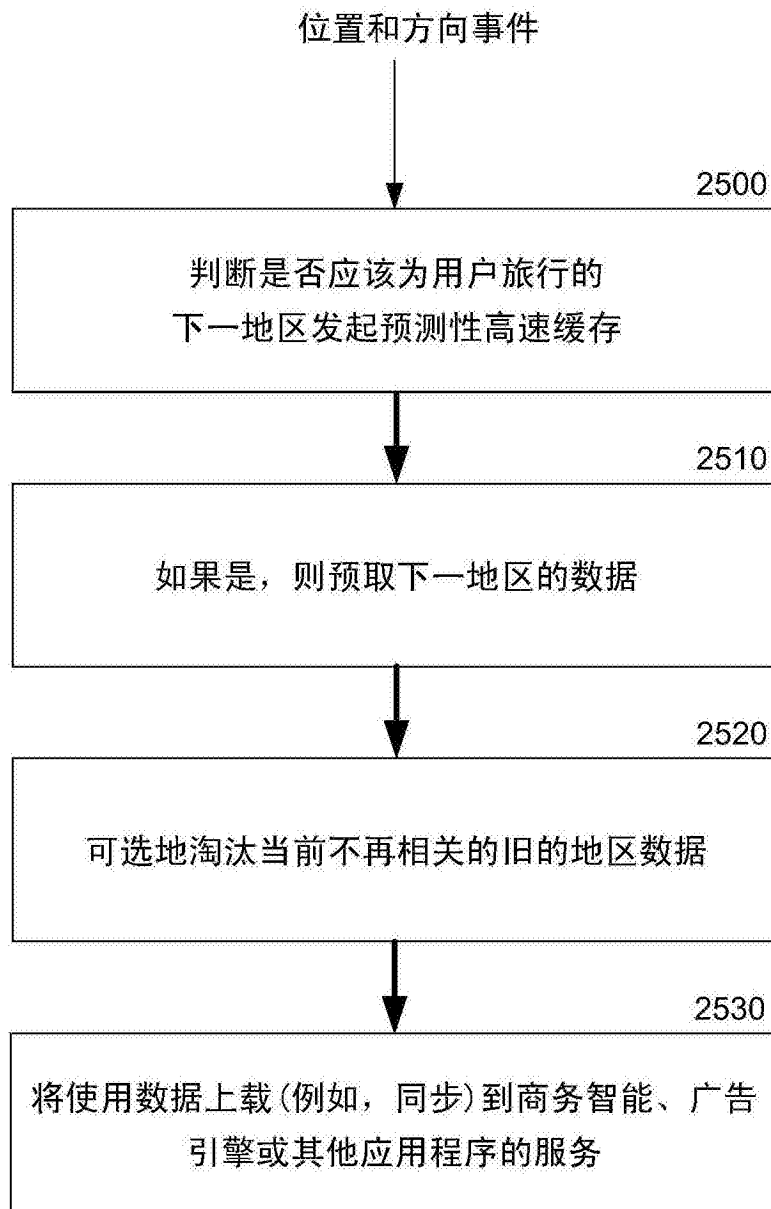 位置和方向事件
2500
判断是否应该为用户旅行的
下一地区发起预测性高速缓存
2510
如果是，则预取下一地区的数据
2520
可选地淘汰当前不再相关的旧的地区数据
2530
将使用数据上载(例如，同步)到商务智能、广告
引擎或其他应用程序的服务